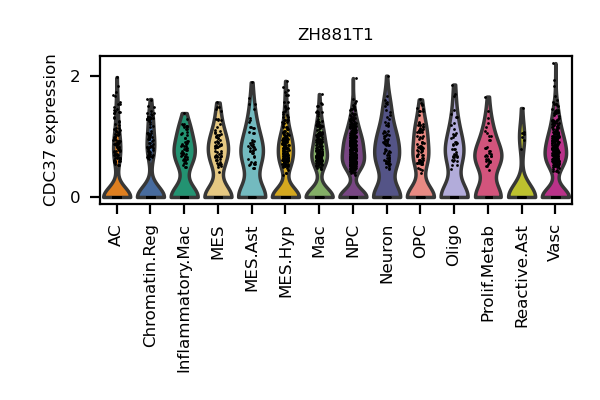 ZH881T1
CDC37 expression
2
0
AC
Chromatin.Reg
Inflammatory.Mac
MES
MES.Ast
MES.Hyp
Mac
NPC
Neuron
OPC
Oligo
Prolif.Metab
Reactive.Ast
Vasc